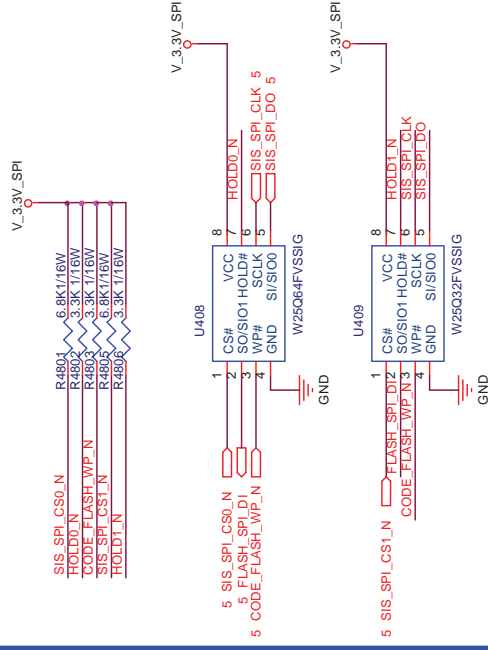 V_3.3V_SPI
SIS_SPI_CS0_N R4801 6.8K1/16W
HOLD0_N R4802 3.3K 1/16W
CODE_FLASH_WP_N R4803 3.3K 1/16W
SIS_SPI_CS1_N R4805 6.8K1/16W
HOLD1_N R4806 3.3K 1/16W
V_3.3V_SPI
U408
5 SIS_SPI_CS0_N 1 CS# VCC 8
5 FLASH_SPI_DI 2 SO/SIO1 HOLD# 7 HOLD0_N
5 CODE_FLASH_WP_N 3 WP# SCLK 6 SIS_SPI_CLK 5
4 GND SI/SIO0 5 SIS_SPI_DO 5
W25Q64FVSSIG
GND
V_3.3V_SPI
U409
5 SIS_SPI_CS1_N 1 CS# VCC 8
FLASH_SPI_DI 2 SO/SIO1 HOLD# 7 HOLD1_N
CODE_FLASH_WP_N 3 WP# SCLK 6 SIS_SPI_CLK
4 GND SI/SIO0 5 SIS_SPI_DO
W25Q32FVSSIG
GND